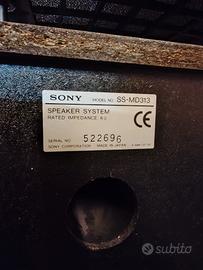 SONY MODEL NO. SS-MD313
SPEAKER SYSTEM
RATED IMPEDANCE 6Ω
CE
SERIAL NO. 522696
SONY CORPORATION MADE IN JAPAN
subito